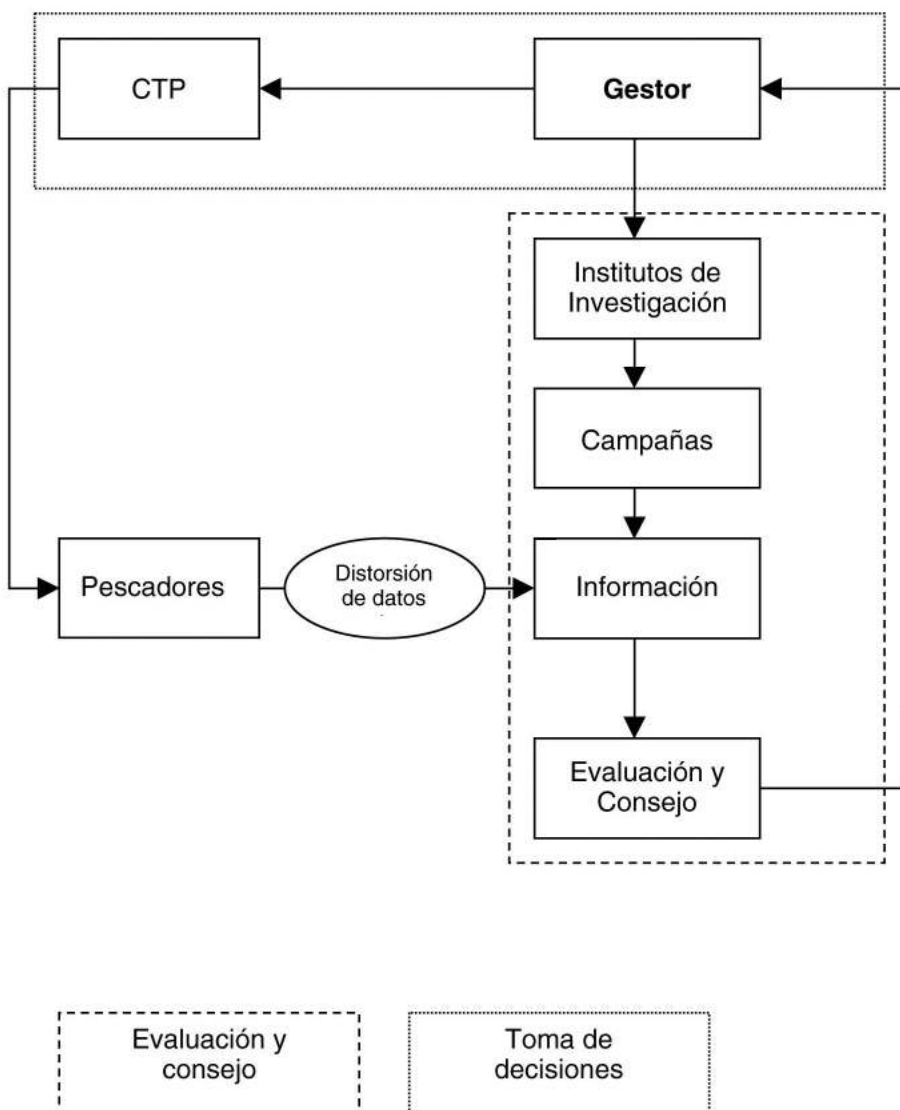 CTP
Gestor
Institutos de
Investigación
Campañas
Pescadores
Distorsión
de datos
Información
Evaluación y
Consejo
Evaluación y
consejo
Toma de
decisiones